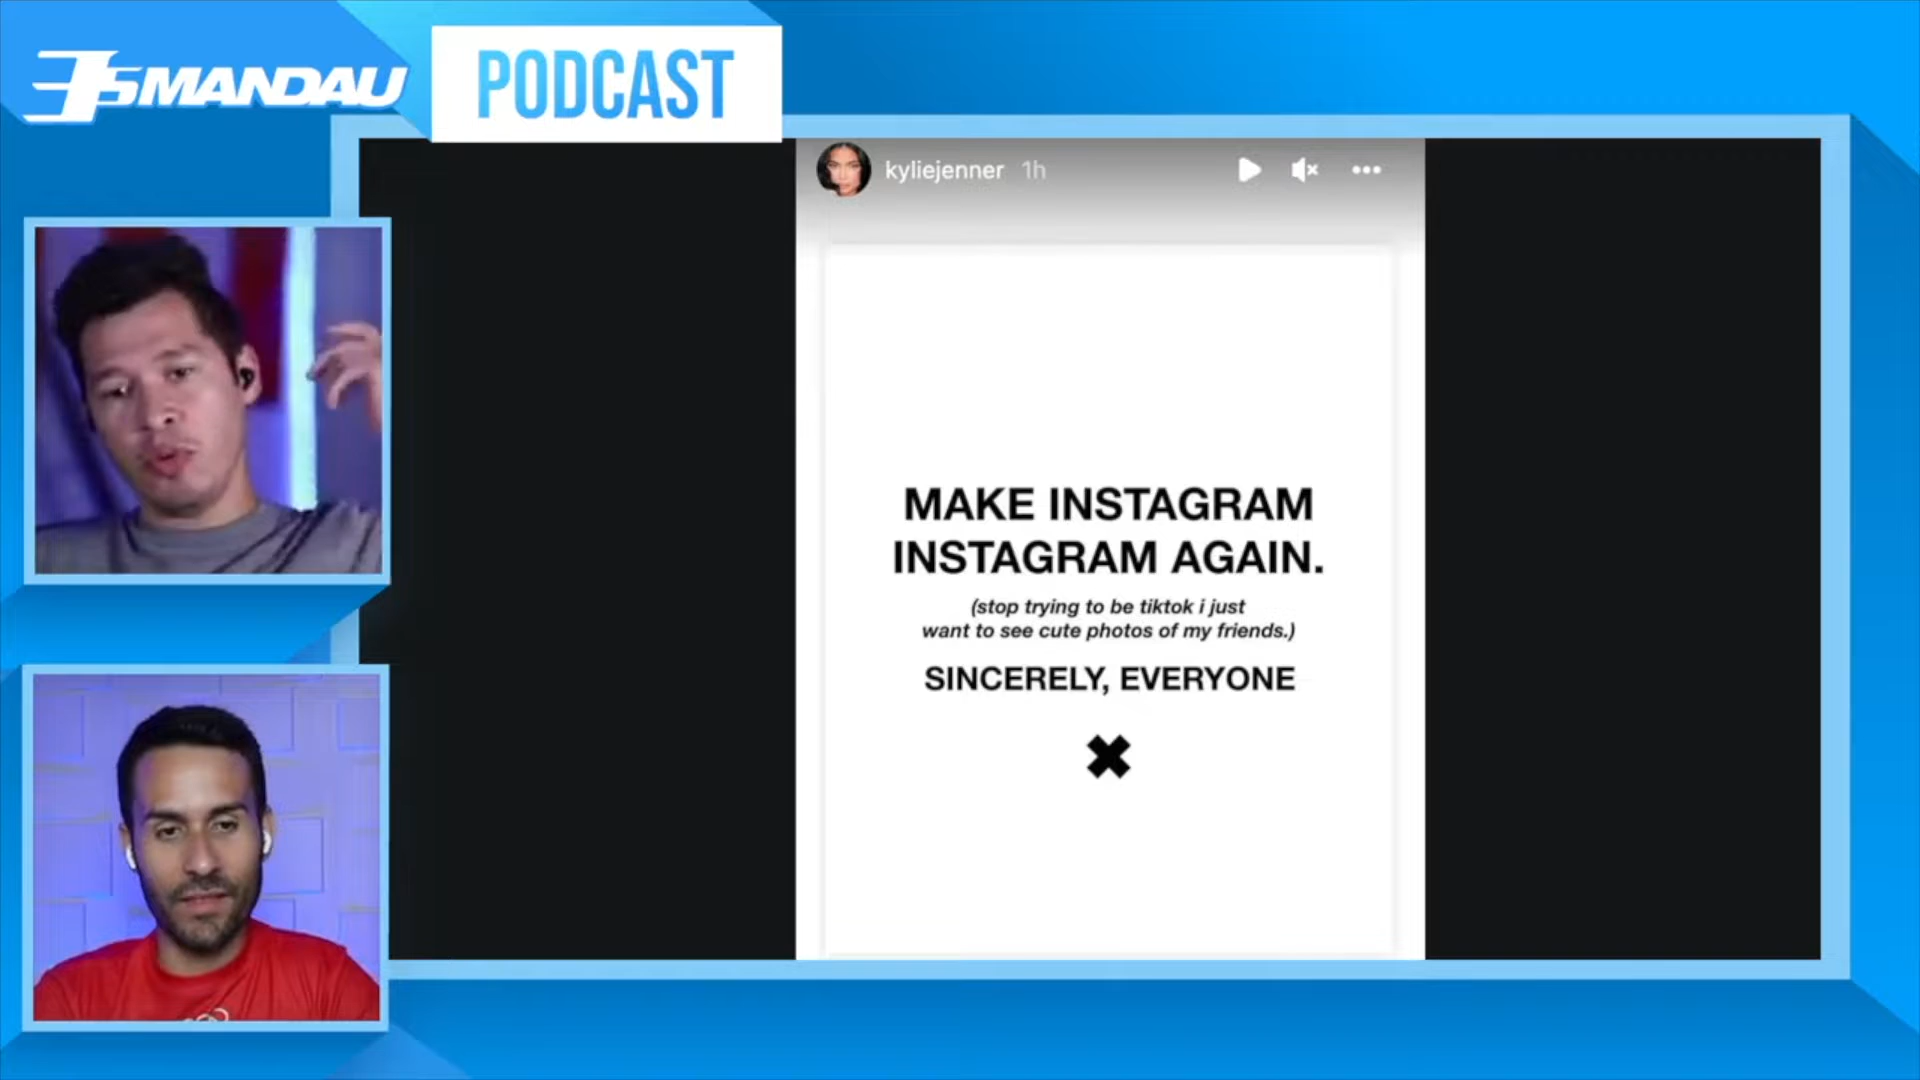 ESMANDAU
PODCAST
kyliejenner 1h
MAKE INSTAGRAM
INSTAGRAM AGAIN.
(stop trying to be tiktok i just
want to see cute photos of my friends.)
SINCERELY, EVERYONE